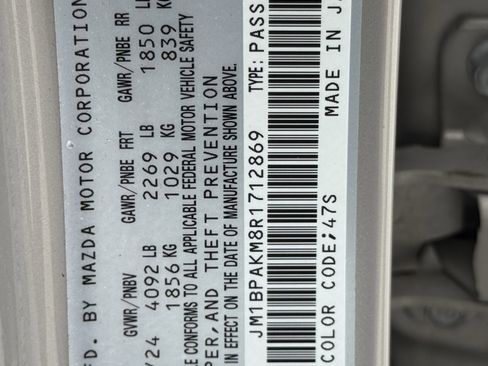 FD. BY MAZDA MOTOR CORPORATION
GVWR/PNBV GAWR/PNBE FRT GAWR/PNBE RR
/24 4092 LB 2269 LB 1850 L
1856 KG 1029 KG 839 K
E CONFORMS TO ALL APPLICABLE FEDERAL MOTOR VEHICLE SAFETY
PER, AND THEFT PREVENTION
IN EFFECT ON THE DATE OF MANUFACTURE SHOWN ABOVE.
JM1BPAKM8R1712869 TYPE: PASS
COLOR CODE;47S MADE IN JA